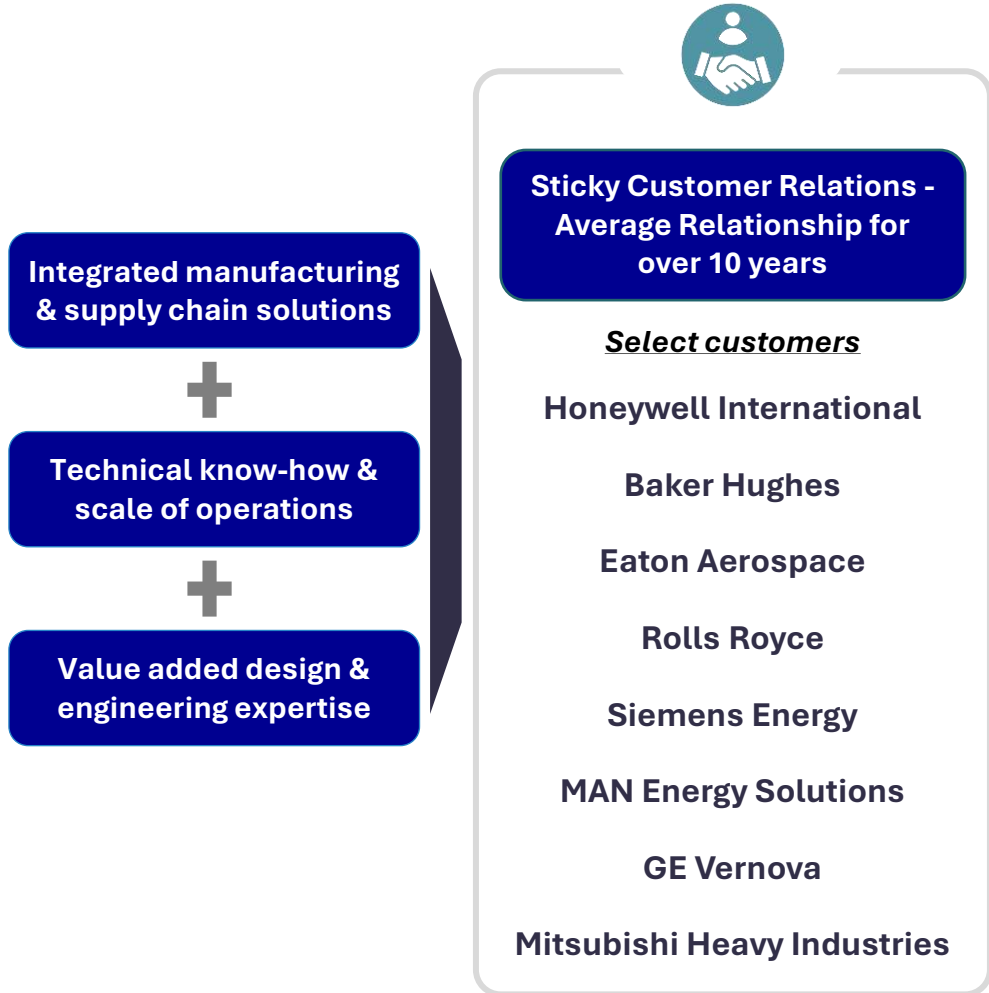 Integrated manufacturing
& supply chain solutions
Technical know-how &
scale of operations
Value added design &
engineering expertise
Sticky Customer Relations -
Average Relationship for
over 10 years
Select customers
Honeywell International
Baker Hughes
Eaton Aerospace
Rolls Royce
Siemens Energy
MAN Energy Solutions
GE Vernova
Mitsubishi Heavy Industries